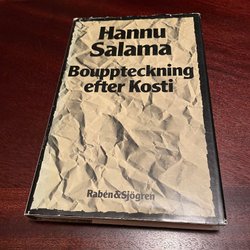 Hannu
Salama
Bouppteckning
efter Kosti
Rabén&Sjögren